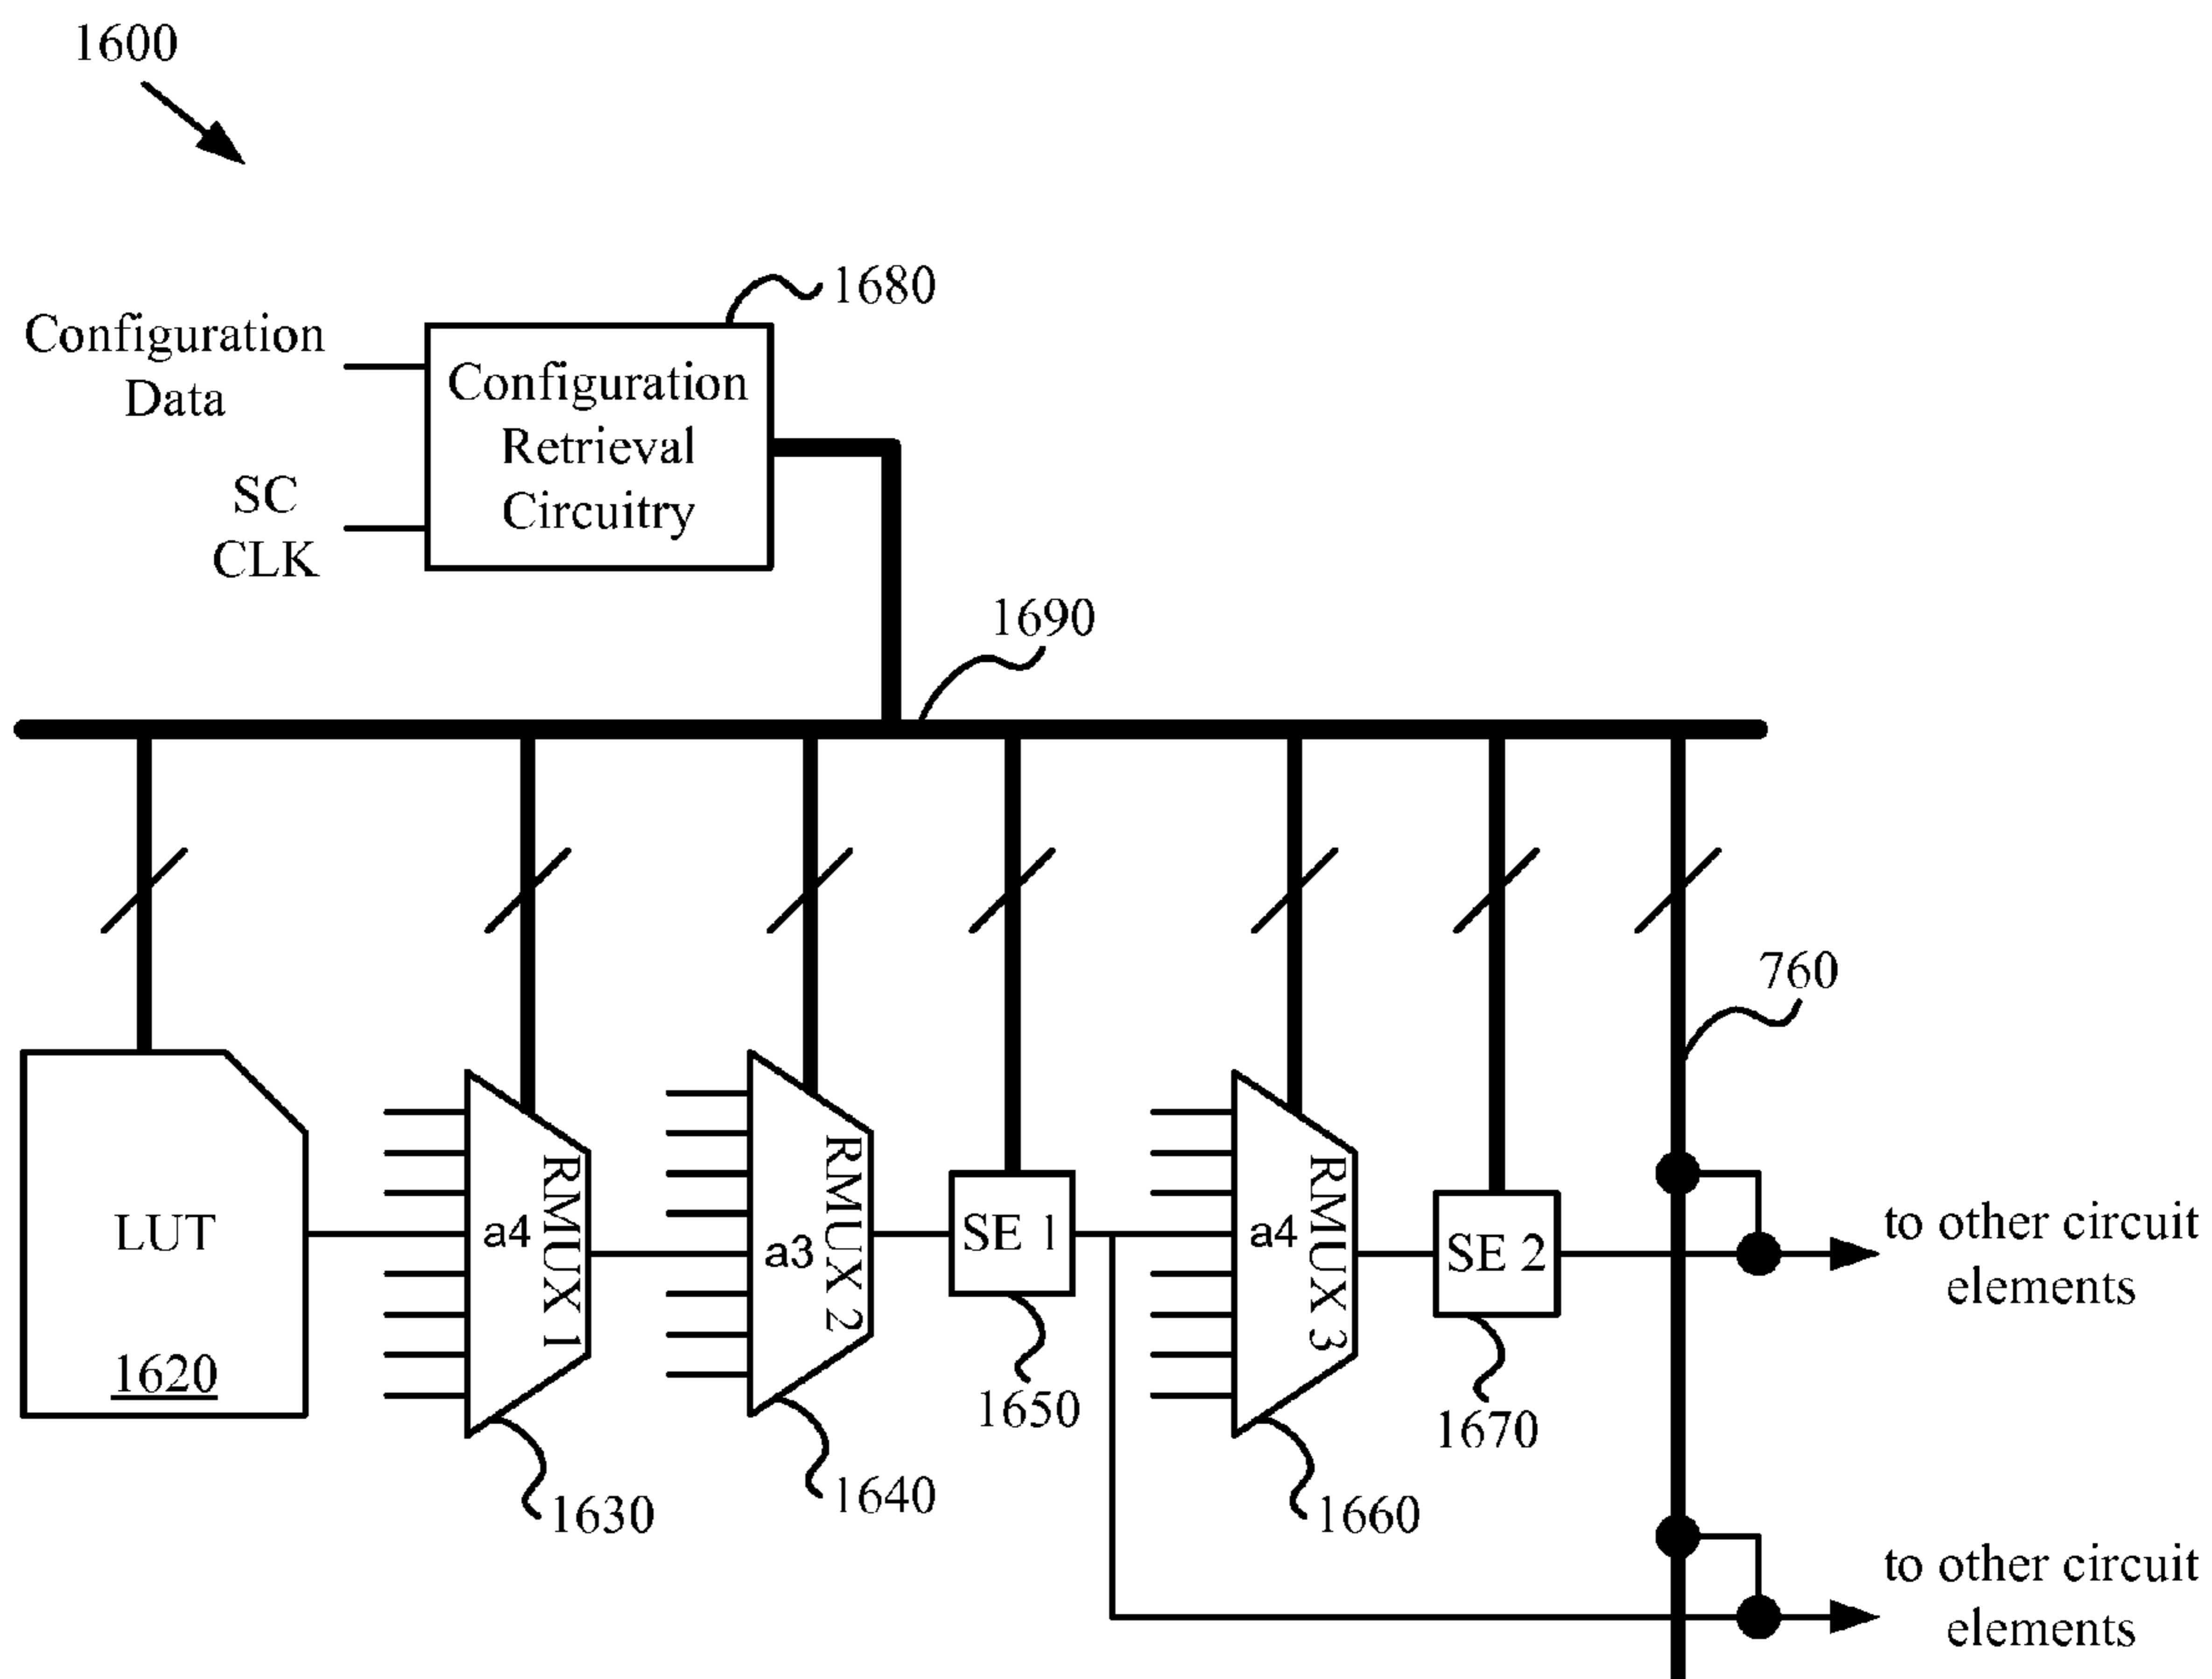 1600
1680
Configuration
Data
SC
CLK
Configuration
Retrieval
Circuitry
1690
760
LUT
1620
a4
RMUX 1
1630
a3
RMUX 2
1640
SE 1
1650
a4
RMUX 3
1660
SE 2
1670
to other circuit
elements
to other circuit
elements